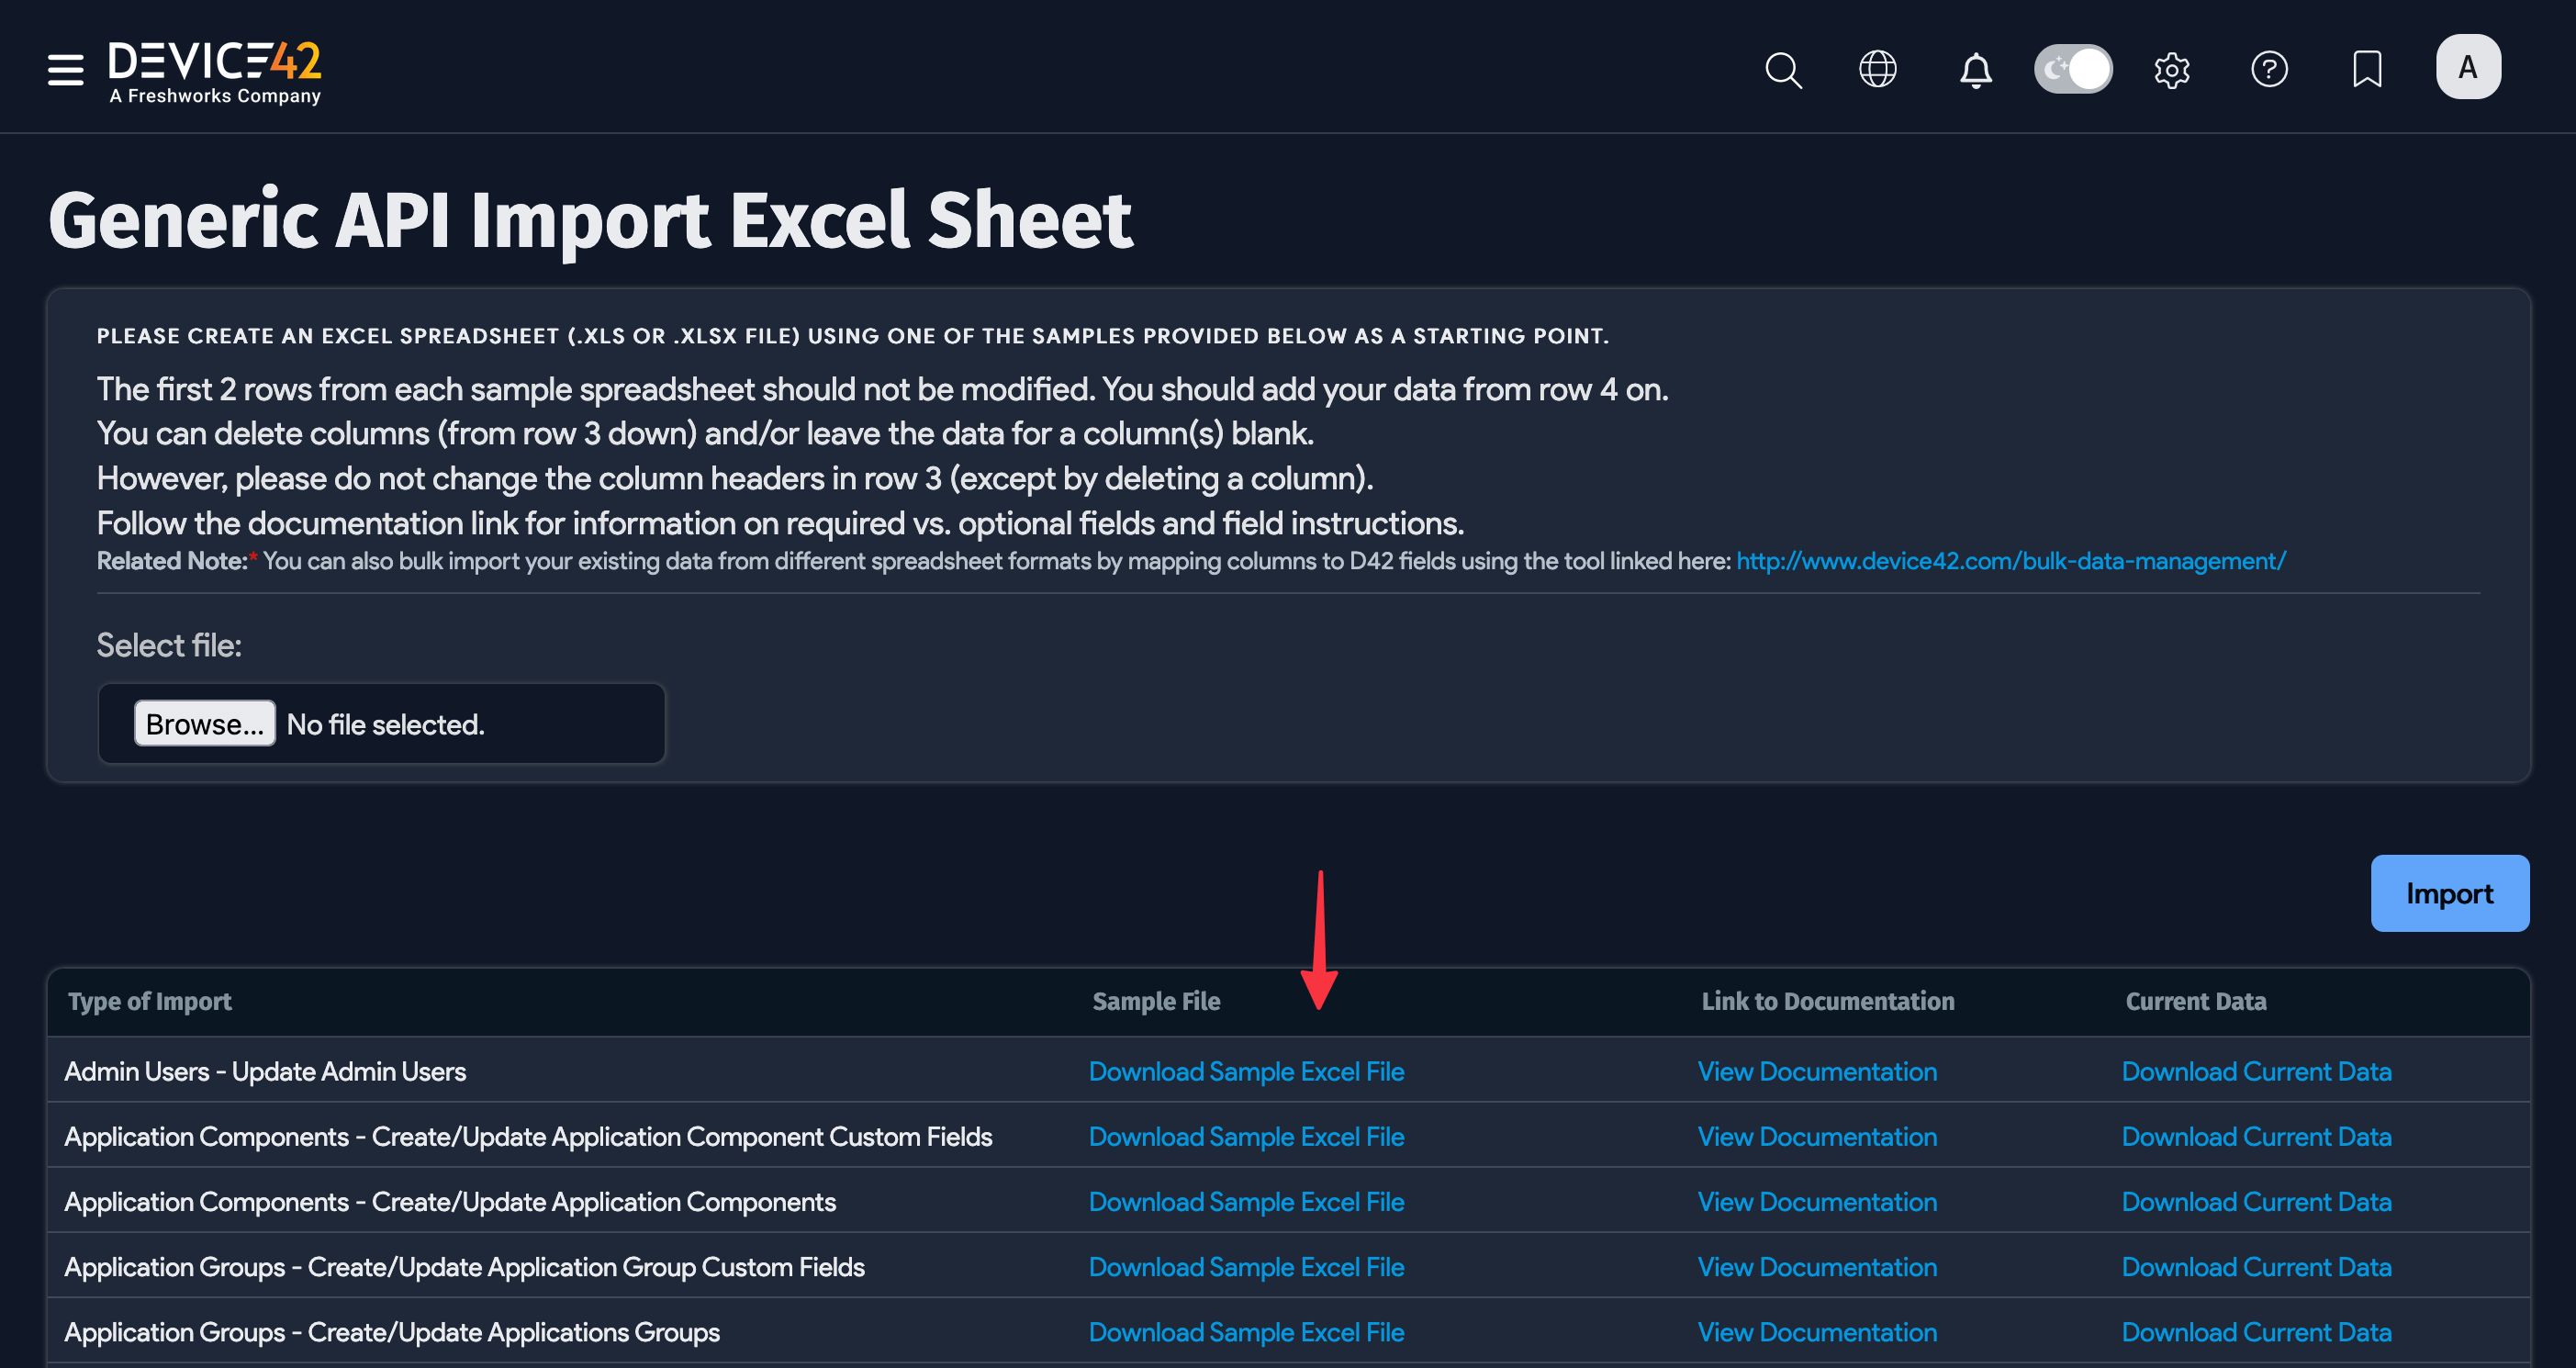 DEVICE42
A Freshworks Company
A
Generic API Import Excel Sheet
PLEASE CREATE AN EXCEL SPREADSHEET (.XLS OR .XLSX FILE) USING ONE OF THE SAMPLES PROVIDED BELOW AS A STARTING POINT.
The first 2 rows from each sample spreadsheet should not be modified. You should add your data from row 4 on.
You can delete columns (from row 3 down) and/or leave the data for a column(s) blank.
However, please do not change the column headers in row 3 (except by deleting a column).
Follow the documentation link for information on required vs. optional fields and field instructions.
Related Note:* You can also bulk import your existing data from different spreadsheet formats by mapping columns to D42 fields using the tool linked here: http://www.device42.com/bulk-data-management/
Select file:
Browse... No file selected.
Import
Type of Import Sample File Link to Documentation Current Data
Admin Users - Update Admin Users Download Sample Excel File View Documentation Download Current Data
Application Components - Create/Update Application Component Custom Fields Download Sample Excel File View Documentation Download Current Data
Application Components - Create/Update Application Components Download Sample Excel File View Documentation Download Current Data
Application Groups - Create/Update Application Group Custom Fields Download Sample Excel File View Documentation Download Current Data
Application Groups - Create/Update Applications Groups Download Sample Excel File View Documentation Download Current Data